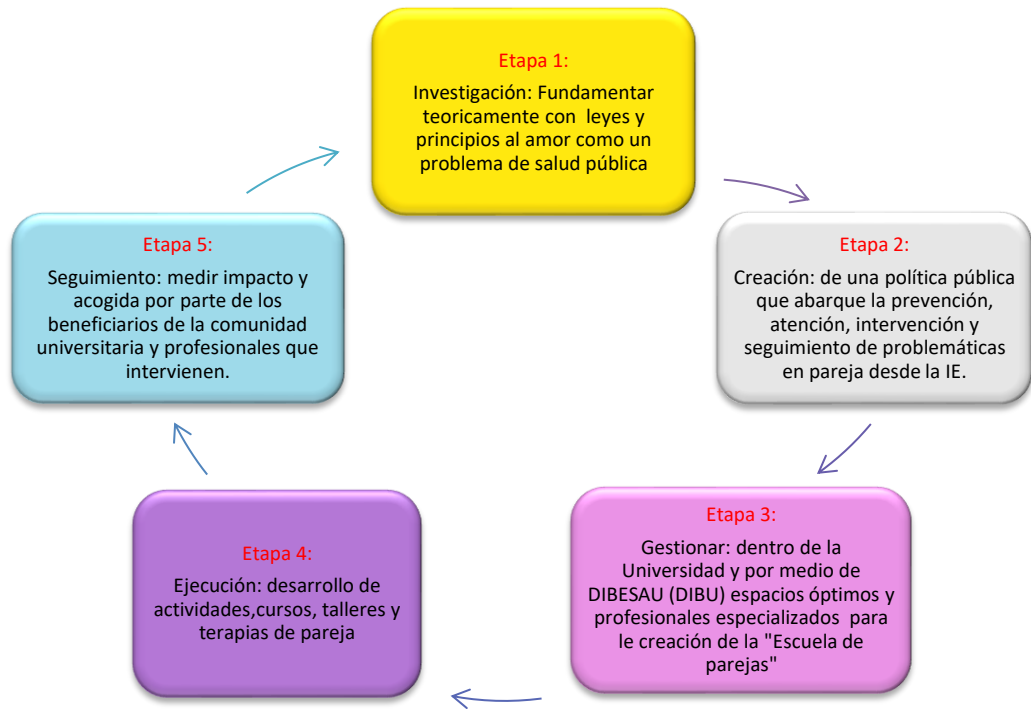 Etapa 1:
Investigación: Fundamentar
teoricamente con leyes y
principios al amor como un
problema de salud pública
Etapa 2:
Creación: de una política pública
que abarque la prevención,
atención, intervención y
seguimiento de problemáticas
en pareja desde la IE.
Etapa 3:
Gestionar: dentro de la
Universidad y por medio de
DIBESAU (DIBU) espacios óptimos y
profesionales especializados para
le creación de la "Escuela de
parejas"
Etapa 4:
Ejecución: desarrollo de
actividades,cursos, talleres y
terapias de pareja
Etapa 5:
Seguimiento: medir impacto y
acogida por parte de los
beneficiarios de la comunidad
universitaria y profesionales que
intervienen.